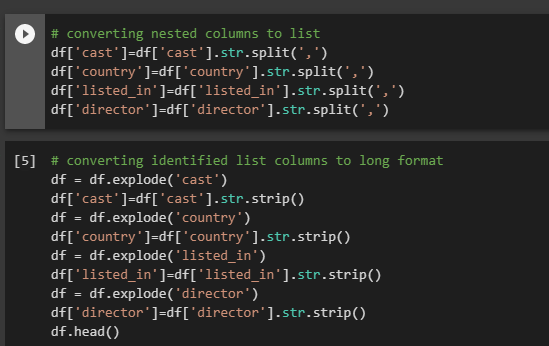 # converting nested columns to list
df['cast']=df['cast'].str.split(',')
df['country']=df['country'].str.split(',')
df['listed_in']=df['listed_in'].str.split(',')
df['director']=df['director'].str.split(',')
[5] # converting identified list columns to long format
df = df.explode('cast')
df['cast']=df['cast'].str.strip()
df = df.explode('country')
df['country']=df['country'].str.strip()
df = df.explode('listed_in')
df['listed_in']=df['listed_in'].str.strip()
df = df.explode('director')
df['director']=df['director'].str.strip()
df.head()